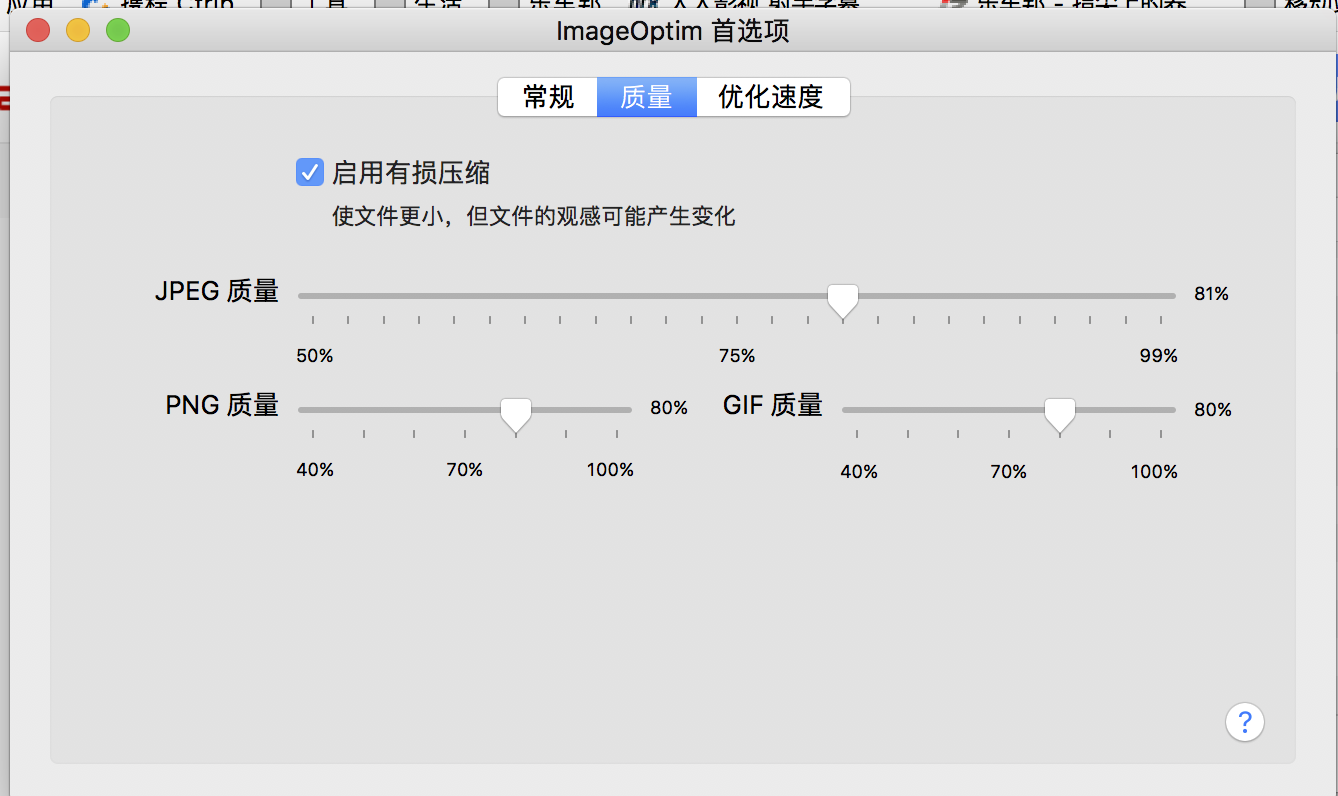 ImageOptim 首选项
常规 质量 优化速度
启用有损压缩
使文件更小，但文件的观感可能产生变化
JPEG 质量 81%
50% 75% 99%
PNG 质量 80% GIF 质量 80%
40% 70% 100% 40% 70% 100%
?